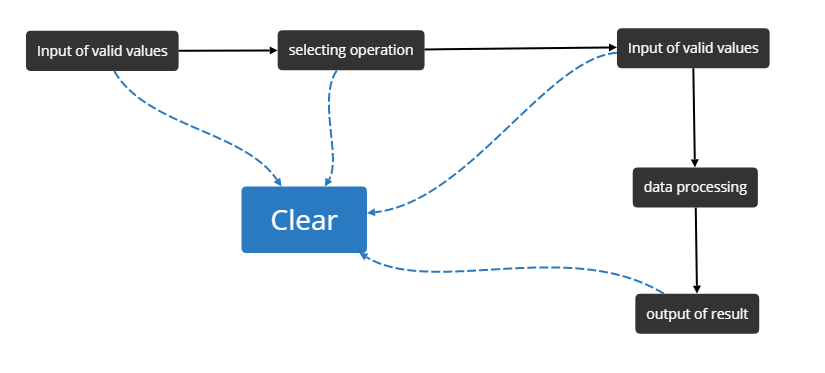 Input of valid values
selecting operation
Input of valid values
data processing
Clear
output of result